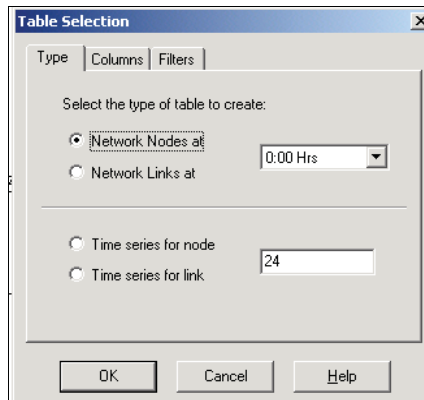 Table Selection
Type Columns Filters
Select the type of table to create:
Network Nodes at
0:00 Hrs
Network Links at
Time series for node
24
Time series for link
OK Cancel Help